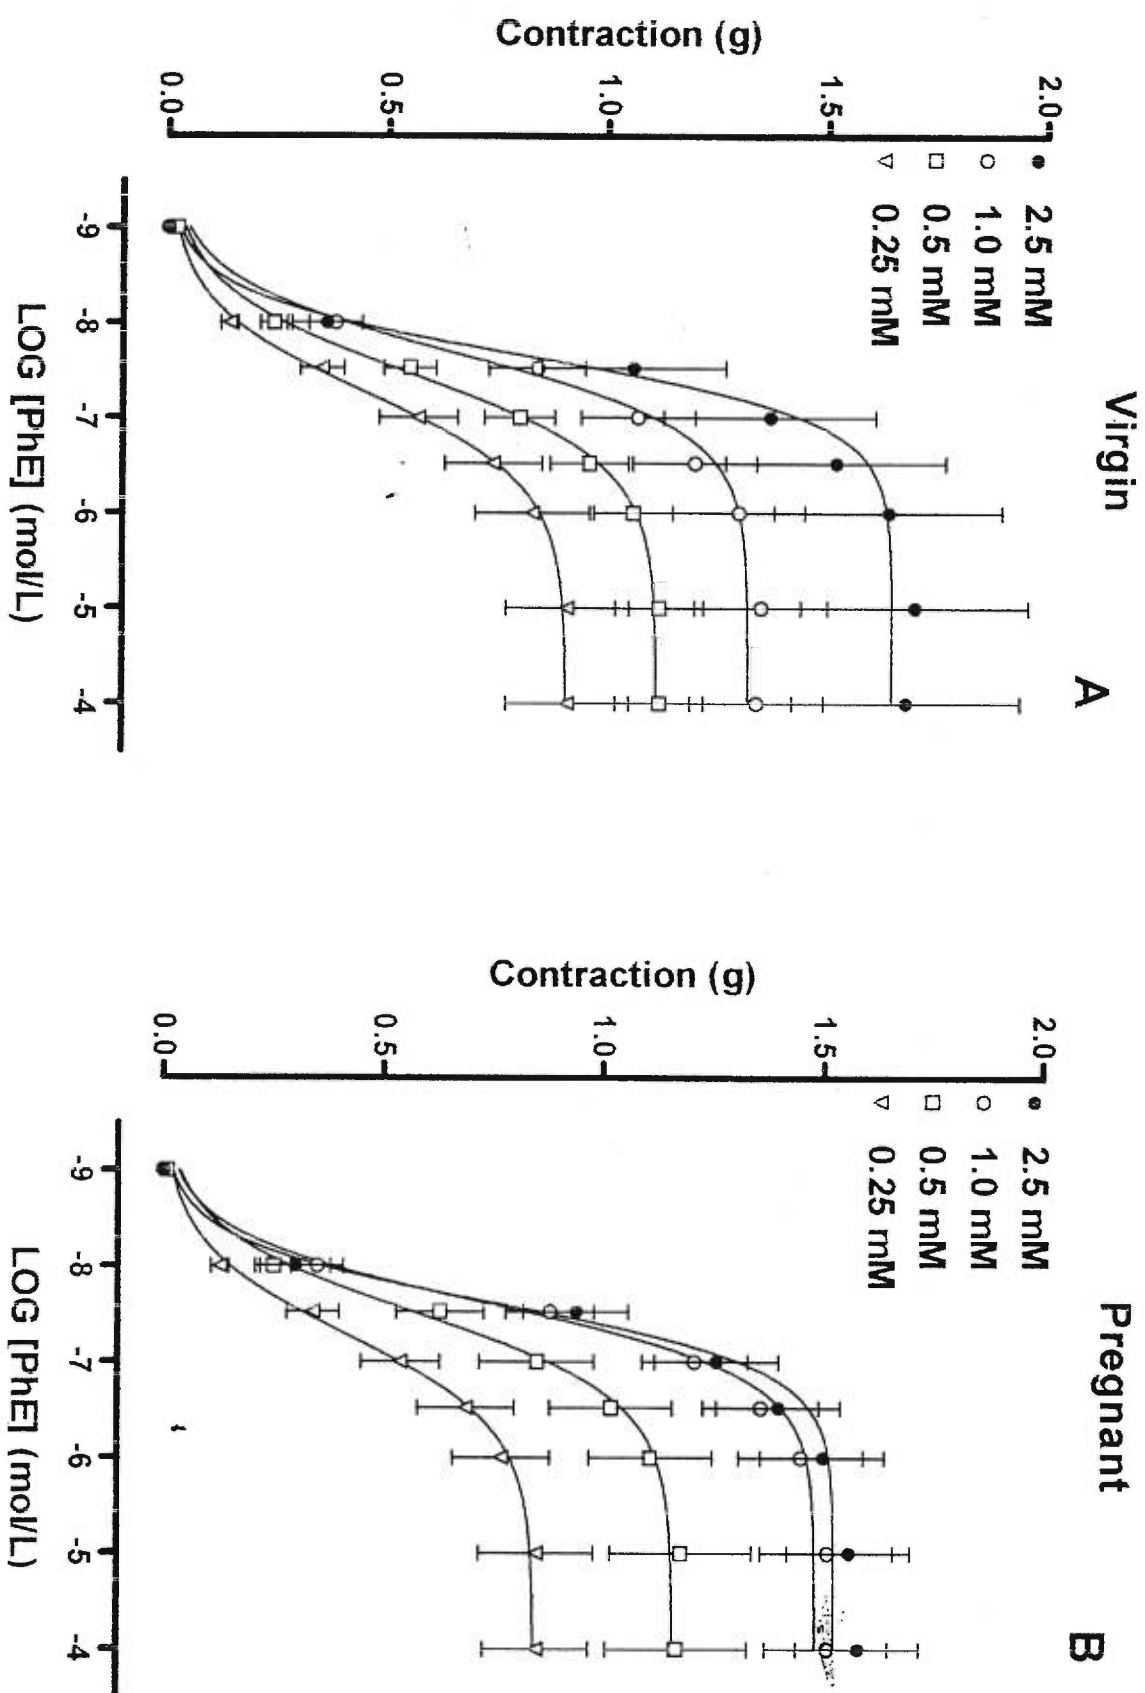 Virgin
A
2.5 mM
1.0 mM
0.5 mM
0.25 mM
Contraction (g)
2.0
1.5
1.0
0.5
0.0
-9 -8 -7 -6 -5 -4
LOG [PhE] (mol/L)
Pregnant
B
2.5 mM
1.0 mM
0.5 mM
0.25 mM
Contraction (g)
2.0
1.5
1.0
0.5
0.0
-9 -8 -7 -6 -5 -4
LOG [PhE] (mol/L)